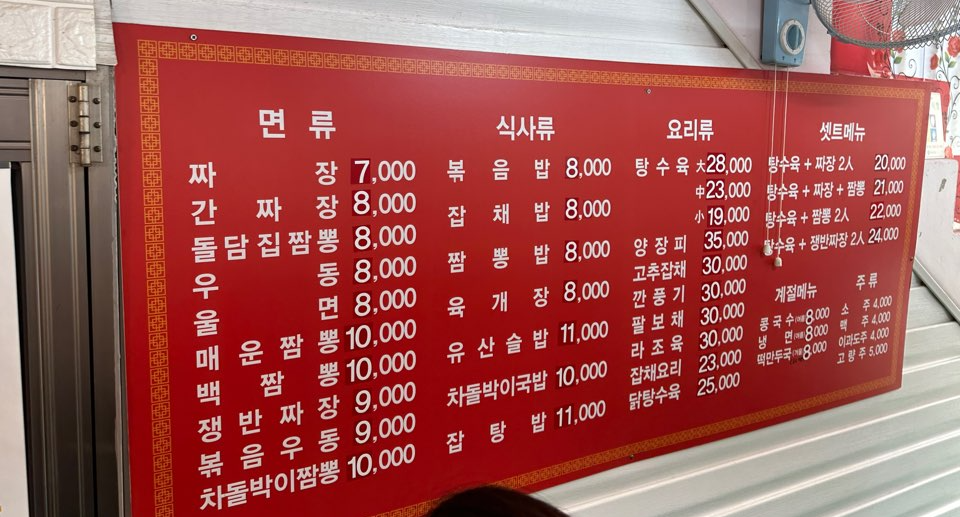 면 류
짜 장 7,000
간 짜 장 8,000
돌담집짬뽕 8,000
우 동 8,000
울 면 8,000
매 운 짬 뽕 10,000
백 짬 뽕 10,000
쟁 반 짜 장 9,000
볶 음 우 동 9,000
차돌박이짬뽕 10,000
식사류
볶 음 밥 8,000
잡 채 밥 8,000
짬 뽕 밥 8,000
육 개 장 8,000
유 산 슬 밥 11,000
차돌박이국밥 10,000
잡 탕 밥 11,000
요리류
탕 수 육 大 28,000
中 23,000
小 19,000
양 장 피 35,000
고추잡채 30,000
깐 풍 기 30,000
팔 보 채 30,000
라 조 육 30,000
잡채요리 23,000
닭탕수육 25,000
셋트메뉴
탕수육 + 짜장 2人 20,000
탕수육 + 짜장 + 짬뽕 21,000
탕수육 + 짬뽕 2人 22,000
탕수육 + 쟁반짜장 2人 24,000
계절메뉴
콩 국 수 (여름) 8,000
냉 면 (여름) 8,000
떡만두국 8,000
주 류
소 주 4,000
맥 주 4,000
이과도주 4,000
고 량 주 5,000